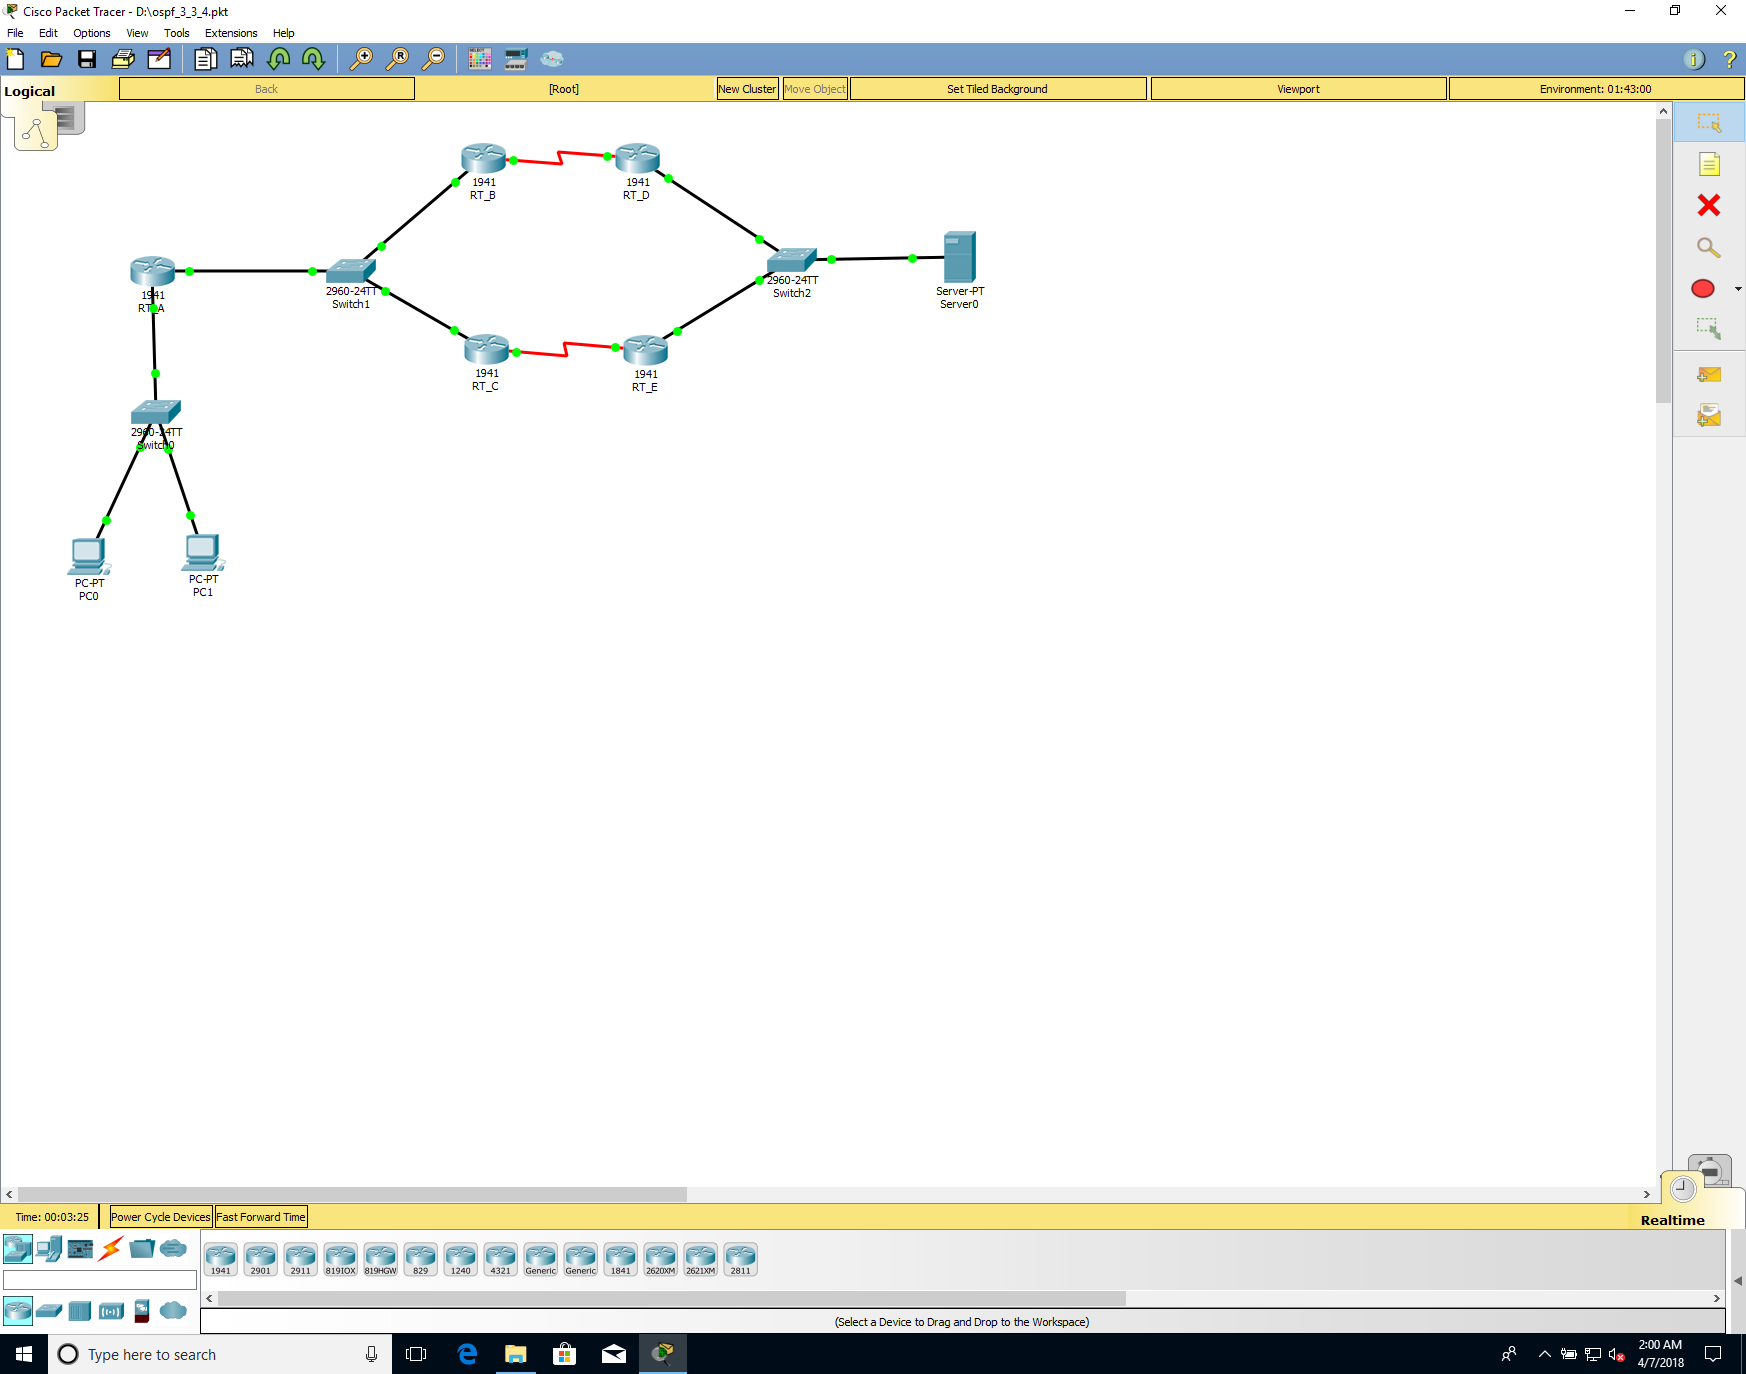 Cisco Packet Tracer - D:\ospf_3_3_4.pkt
File Edit Options View Tools Extensions Help
Logical Back [Root] New Cluster Move Object Set Tiled Background Viewport Environment: 01:43:00
1941
RT_B
1941
RT_D
1941
RT_A
2960-24TT
Switch1
2960-24TT
Switch2
Server-PT
Server0
1941
RT_C
1941
RT_E
2960-24TT
Switch0
PC-PT
PC0
PC-PT
PC1
Time: 00:03:25 Power Cycle Devices Fast Forward Time Realtime
1941 2901 2911 819IOX 819HGW 829 1240 4321 Generic Generic 1841 2620XM 2621XM 2811
(Select a Device to Drag and Drop to the Workspace)
Type here to search
2:00 AM
4/7/2018